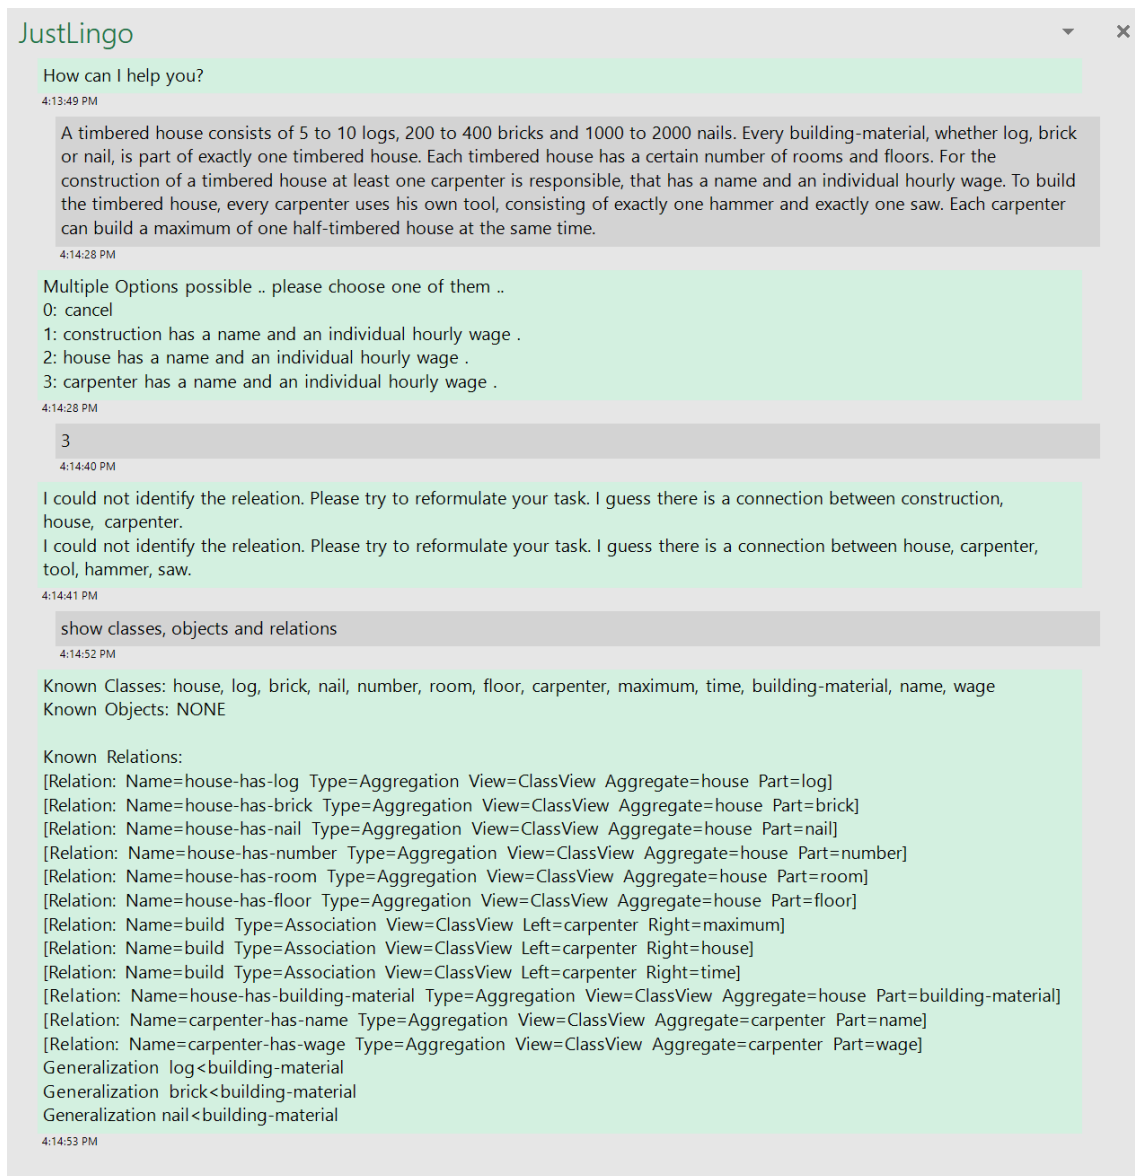 JustLingo
How can I help you?
4:13:49 PM
A timbered house consists of 5 to 10 logs, 200 to 400 bricks and 1000 to 2000 nails. Every building-material, whether log, brick
or nail, is part of exactly one timbered house. Each timbered house has a certain number of rooms and floors. For the
construction of a timbered house at least one carpenter is responsible, that has a name and an individual hourly wage. To build
the timbered house, every carpenter uses his own tool, consisting of exactly one hammer and exactly one saw. Each carpenter
can build a maximum of one half-timbered house at the same time.
4:14:28 PM
Multiple Options possible .. please choose one of them ..
0: cancel
1: construction has a name and an individual hourly wage .
2: house has a name and an individual hourly wage .
3: carpenter has a name and an individual hourly wage .
4:14:28 PM
3
4:14:40 PM
I could not identify the releation. Please try to reformulate your task. I guess there is a connection between construction,
house, carpenter.
I could not identify the releation. Please try to reformulate your task. I guess there is a connection between house, carpenter,
tool, hammer, saw.
4:14:41 PM
show classes, objects and relations
4:14:52 PM
Known Classes: house, log, brick, nail, number, room, floor, carpenter, maximum, time, building-material, name, wage
Known Objects: NONE
Known Relations:
[Relation: Name=house-has-log Type=Aggregation View=ClassView Aggregate=house Part=log]
[Relation: Name=house-has-brick Type=Aggregation View=ClassView Aggregate=house Part=brick]
[Relation: Name=house-has-nail Type=Aggregation View=ClassView Aggregate=house Part=nail]
[Relation: Name=house-has-number Type=Aggregation View=ClassView Aggregate=house Part=number]
[Relation: Name=house-has-room Type=Aggregation View=ClassView Aggregate=house Part=room]
[Relation: Name=house-has-floor Type=Aggregation View=ClassView Aggregate=house Part=floor]
[Relation: Name=build Type=Association View=ClassView Left=carpenter Right=maximum]
[Relation: Name=build Type=Association View=ClassView Left=carpenter Right=house]
[Relation: Name=build Type=Association View=ClassView Left=carpenter Right=time]
[Relation: Name=house-has-building-material Type=Aggregation View=ClassView Aggregate=house Part=building-material]
[Relation: Name=carpenter-has-name Type=Aggregation View=ClassView Aggregate=carpenter Part=name]
[Relation: Name=carpenter-has-wage Type=Aggregation View=ClassView Aggregate=carpenter Part=wage]
Generalization log<building-material
Generalization brick<building-material
Generalization nail<building-material
4:14:53 PM